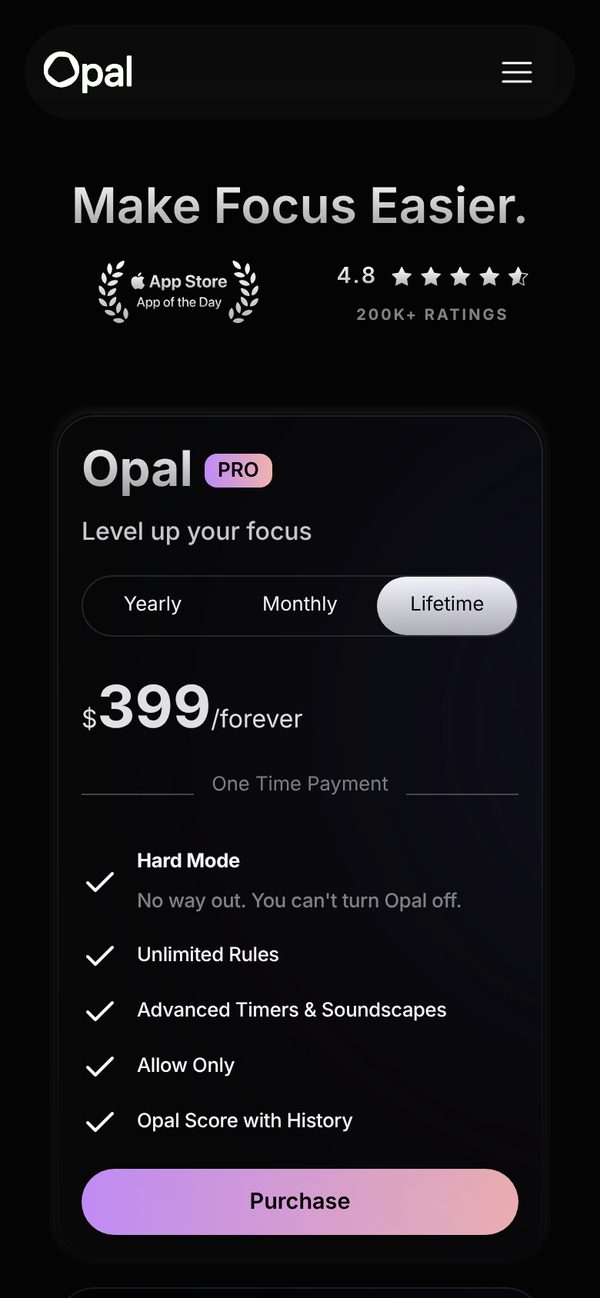 Opal
Make Focus Easier.
App Store
App of the Day
4.8
200K+ RATINGS
Opal PRO
Level up your focus
Yearly
Monthly
Lifetime
$399/forever
One Time Payment
Hard Mode
No way out. You can't turn Opal off.
Unlimited Rules
Advanced Timers & Soundscapes
Allow Only
Opal Score with History
Purchase